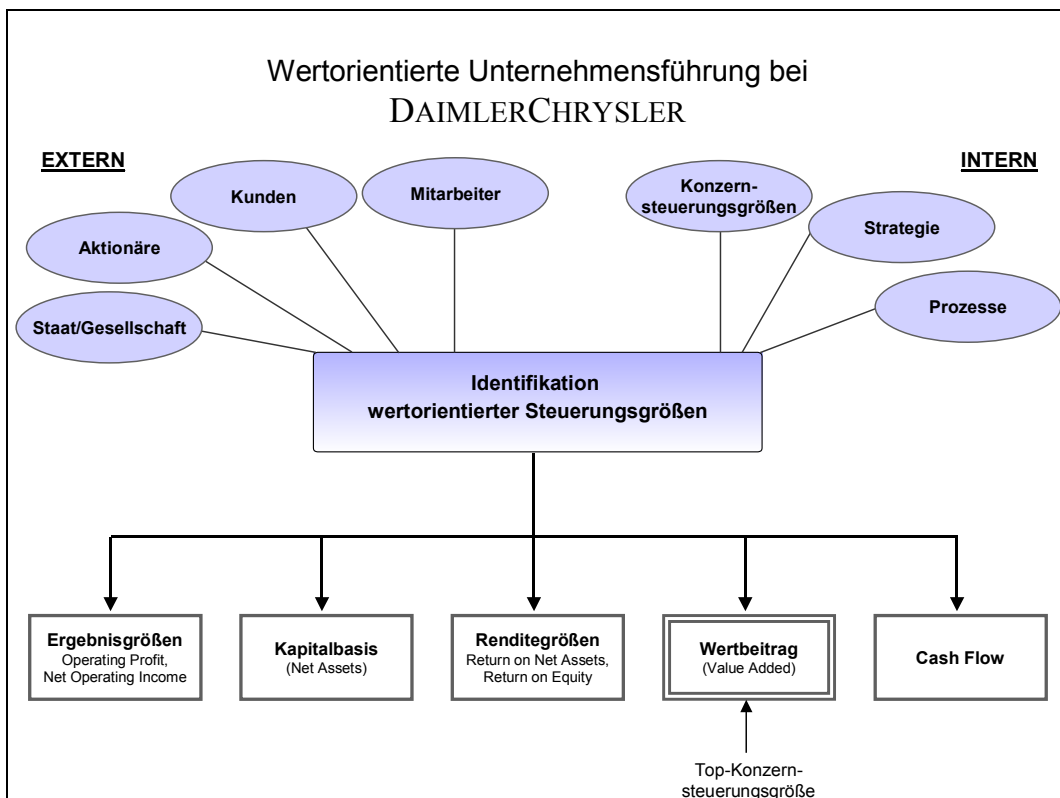 Wertorientierte Unternehmensführung bei
DAIMLERCHRYSLER
EXTERN
INTERN
Kunden
Mitarbeiter
Konzern-
steuerungsgrößen
Aktionäre
Strategie
Staat/Gesellschaft
Prozesse
Identifikation
wertorientierter Steuerungsgrößen
Ergebnisgrößen
Operating Profit,
Net Operating Income
Kapitalbasis
(Net Assets)
Renditegrößen
Return on Net Assets,
Return on Equity
Wertbeitrag
(Value Added)
Cash Flow
Top-Konzern-
steuerungsgröße